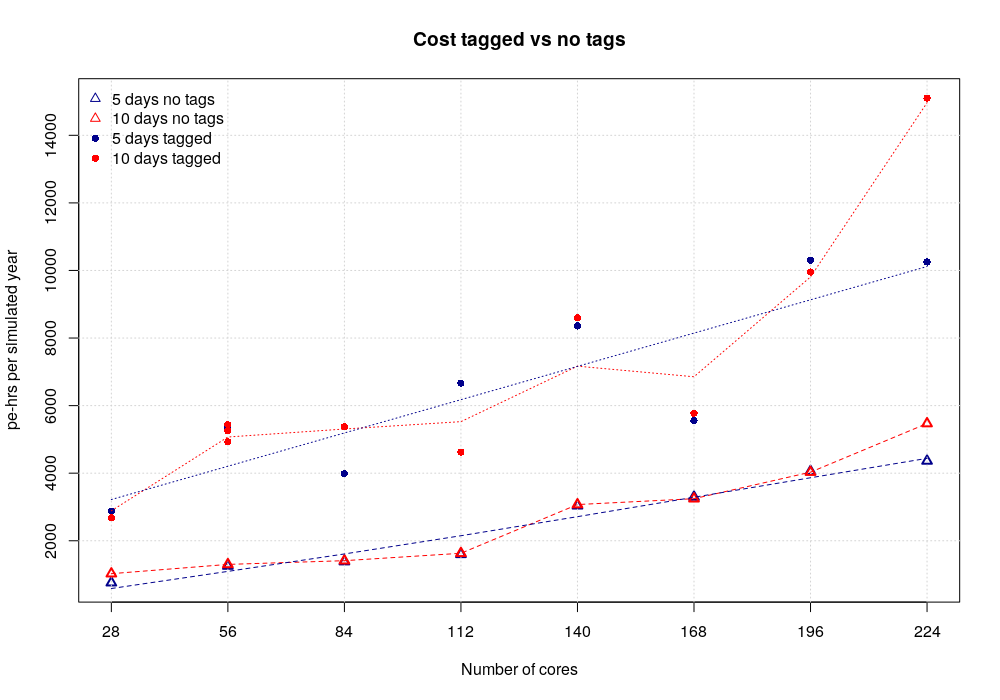 Cost tagged vs no tags
5 days no tags
10 days no tags
5 days tagged
10 days tagged
pe-hrs per simulated year
14000
12000
10000
8000
6000
4000
2000
28 56 84 112 140 168 196 224
Number of cores